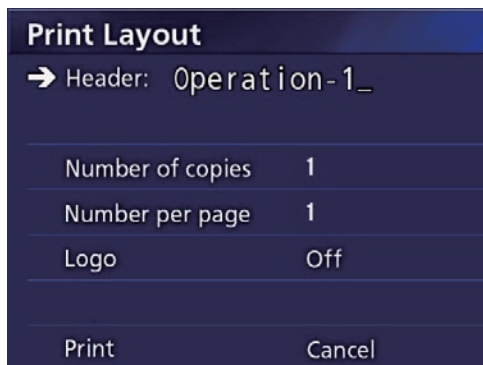 Print Layout
➔ Header: Operation-1_
Number of copies 1
Number per page 1
Logo Off
Print Cancel